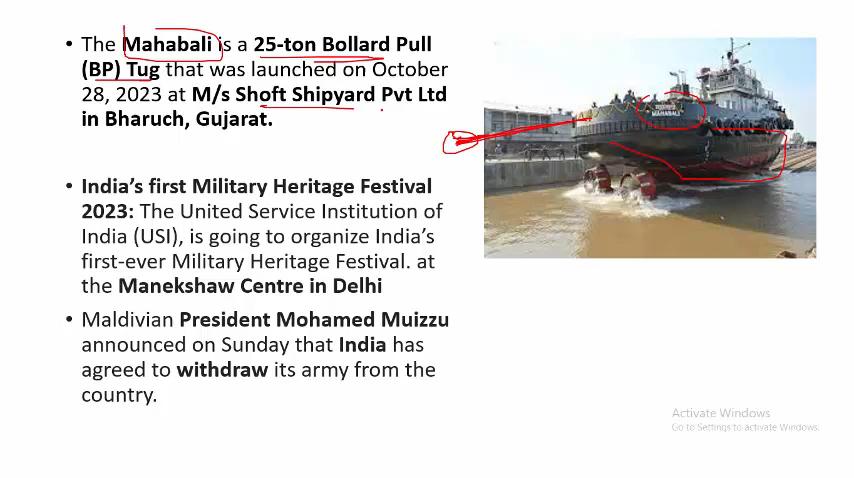 • The Mahabali is a 25-ton Bollard Pull
(BP) Tug that was launched on October
28, 2023 at M/s Shoft Shipyard Pvt Ltd
in Bharuch, Gujarat.
• India’s first Military Heritage Festival
2023: The United Service Institution of
India (USI), is going to organize India’s
first-ever Military Heritage Festival. at
the Manekshaw Centre in Delhi
• Maldivian President Mohamed Muizzu
announced on Sunday that India has
agreed to withdraw its army from the
country.
MAHABALI
Activate Windows
Go to Settings to activate Windows.